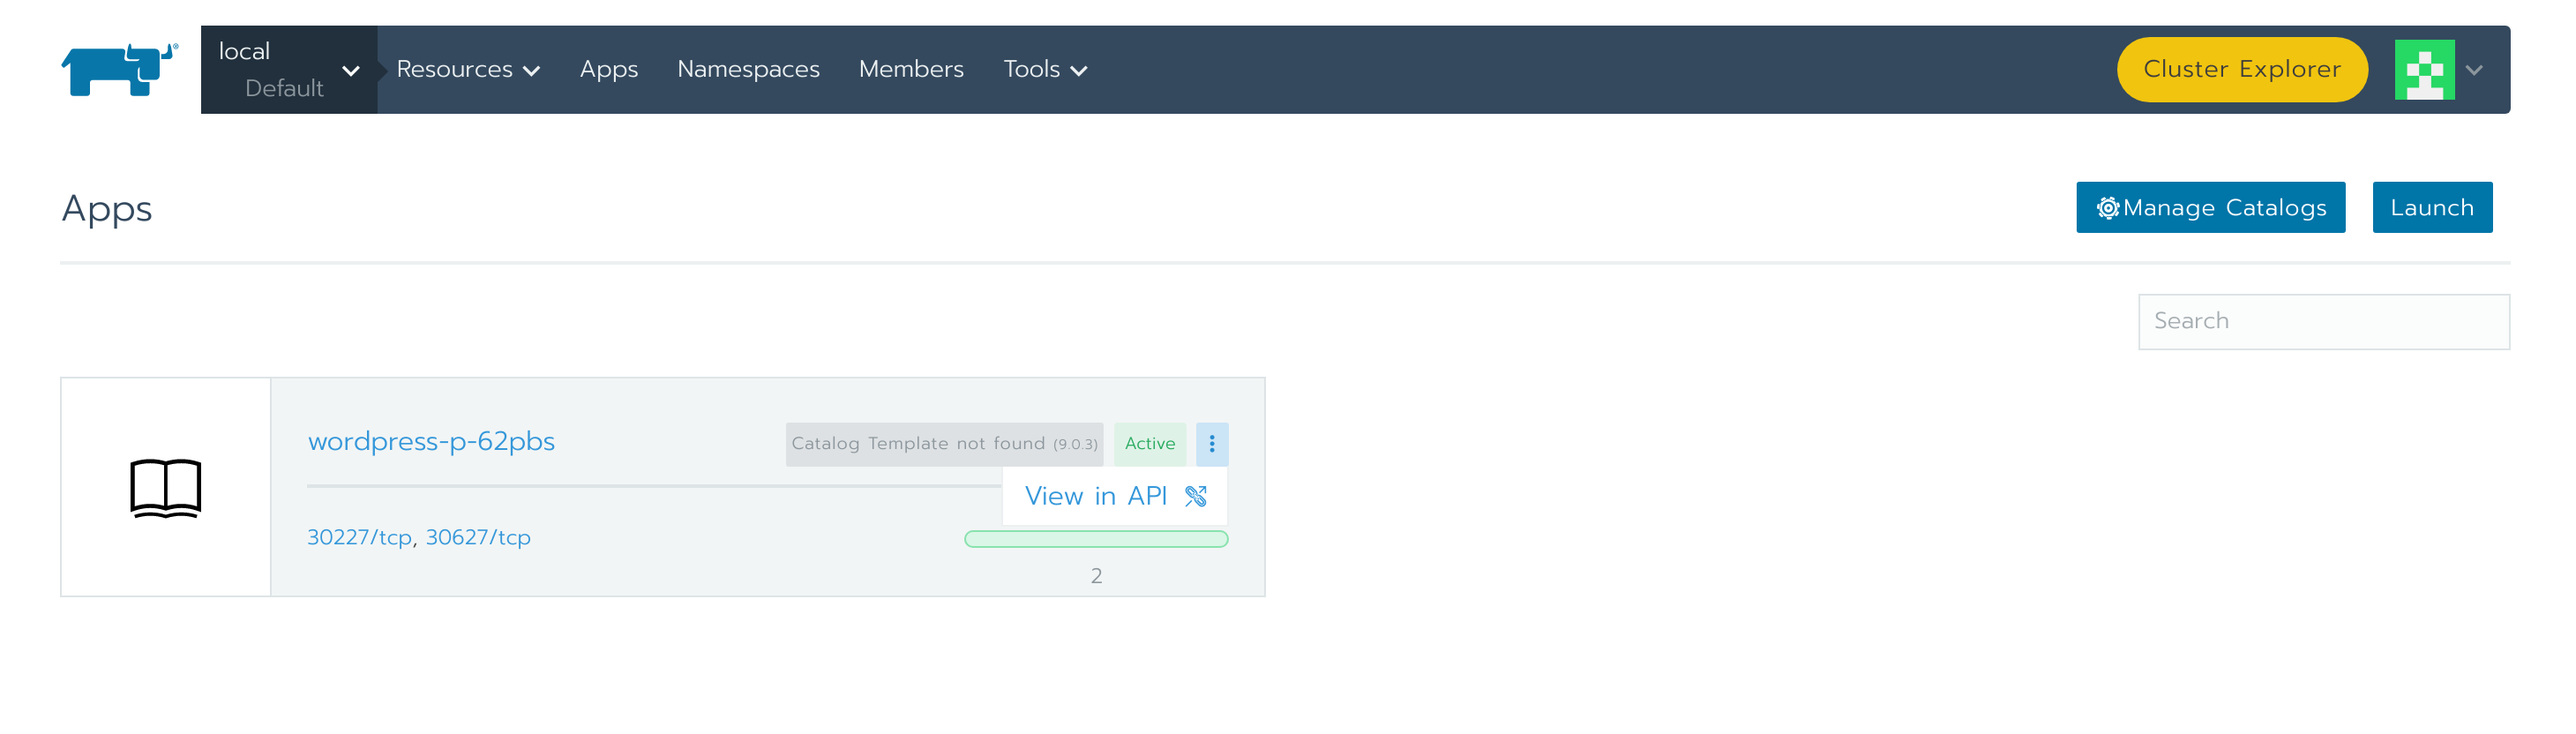 local
Default
Resources Apps Namespaces Members Tools Cluster Explorer
Apps
Manage Catalogs Launch
Search
wordpress-p-62pbs Catalog Template not found (9.0.3) Active
View in API
30227/tcp, 30627/tcp
2